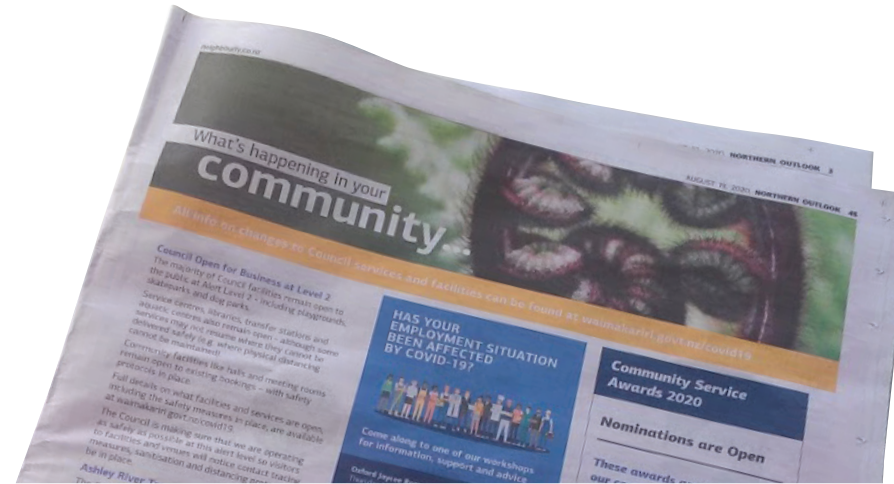 2020 NORTHERN OUTLOOK 3
AUGUST 19, 2020 NORTHERN OUTLOOK 45
What's happening in your
community...
All info on changes to Council services and facilities can be found at waimakariri.govt.nz/covid19
Council Open for Business at Level 2
The majority of Council facilities remain open to
the public at Alert Level 2 – including playgrounds,
skateparks and dog parks.
Service centres, libraries, transfer stations and
aquatic centres also remain open – although some
services may not resume where they cannot be
delivered safely (e.g. where physical distancing
cannot be maintained)
Community facilities like halls and meeting rooms
remain open to existing bookings – with safety
protocols in place.
Full details on what facilities and services are open,
including the safety measures in place, are available
at waimakariri.govt.nz/covid19.
The Council is making sure that we are operating
as safely as possible at this alert level so visitors
to facilities and venues will notice contact tracing
measures, sanitisation and distancing
be in place.
Ashley River
HAS YOUR
EMPLOYMENT SITUATION
BEEN AFFECTED
BY COVID-19?
Come along to one of our workshops
for information, support and advice
Oxford Jaycee
Community Service
Awards 2020
Nominations are Open
These awards
our